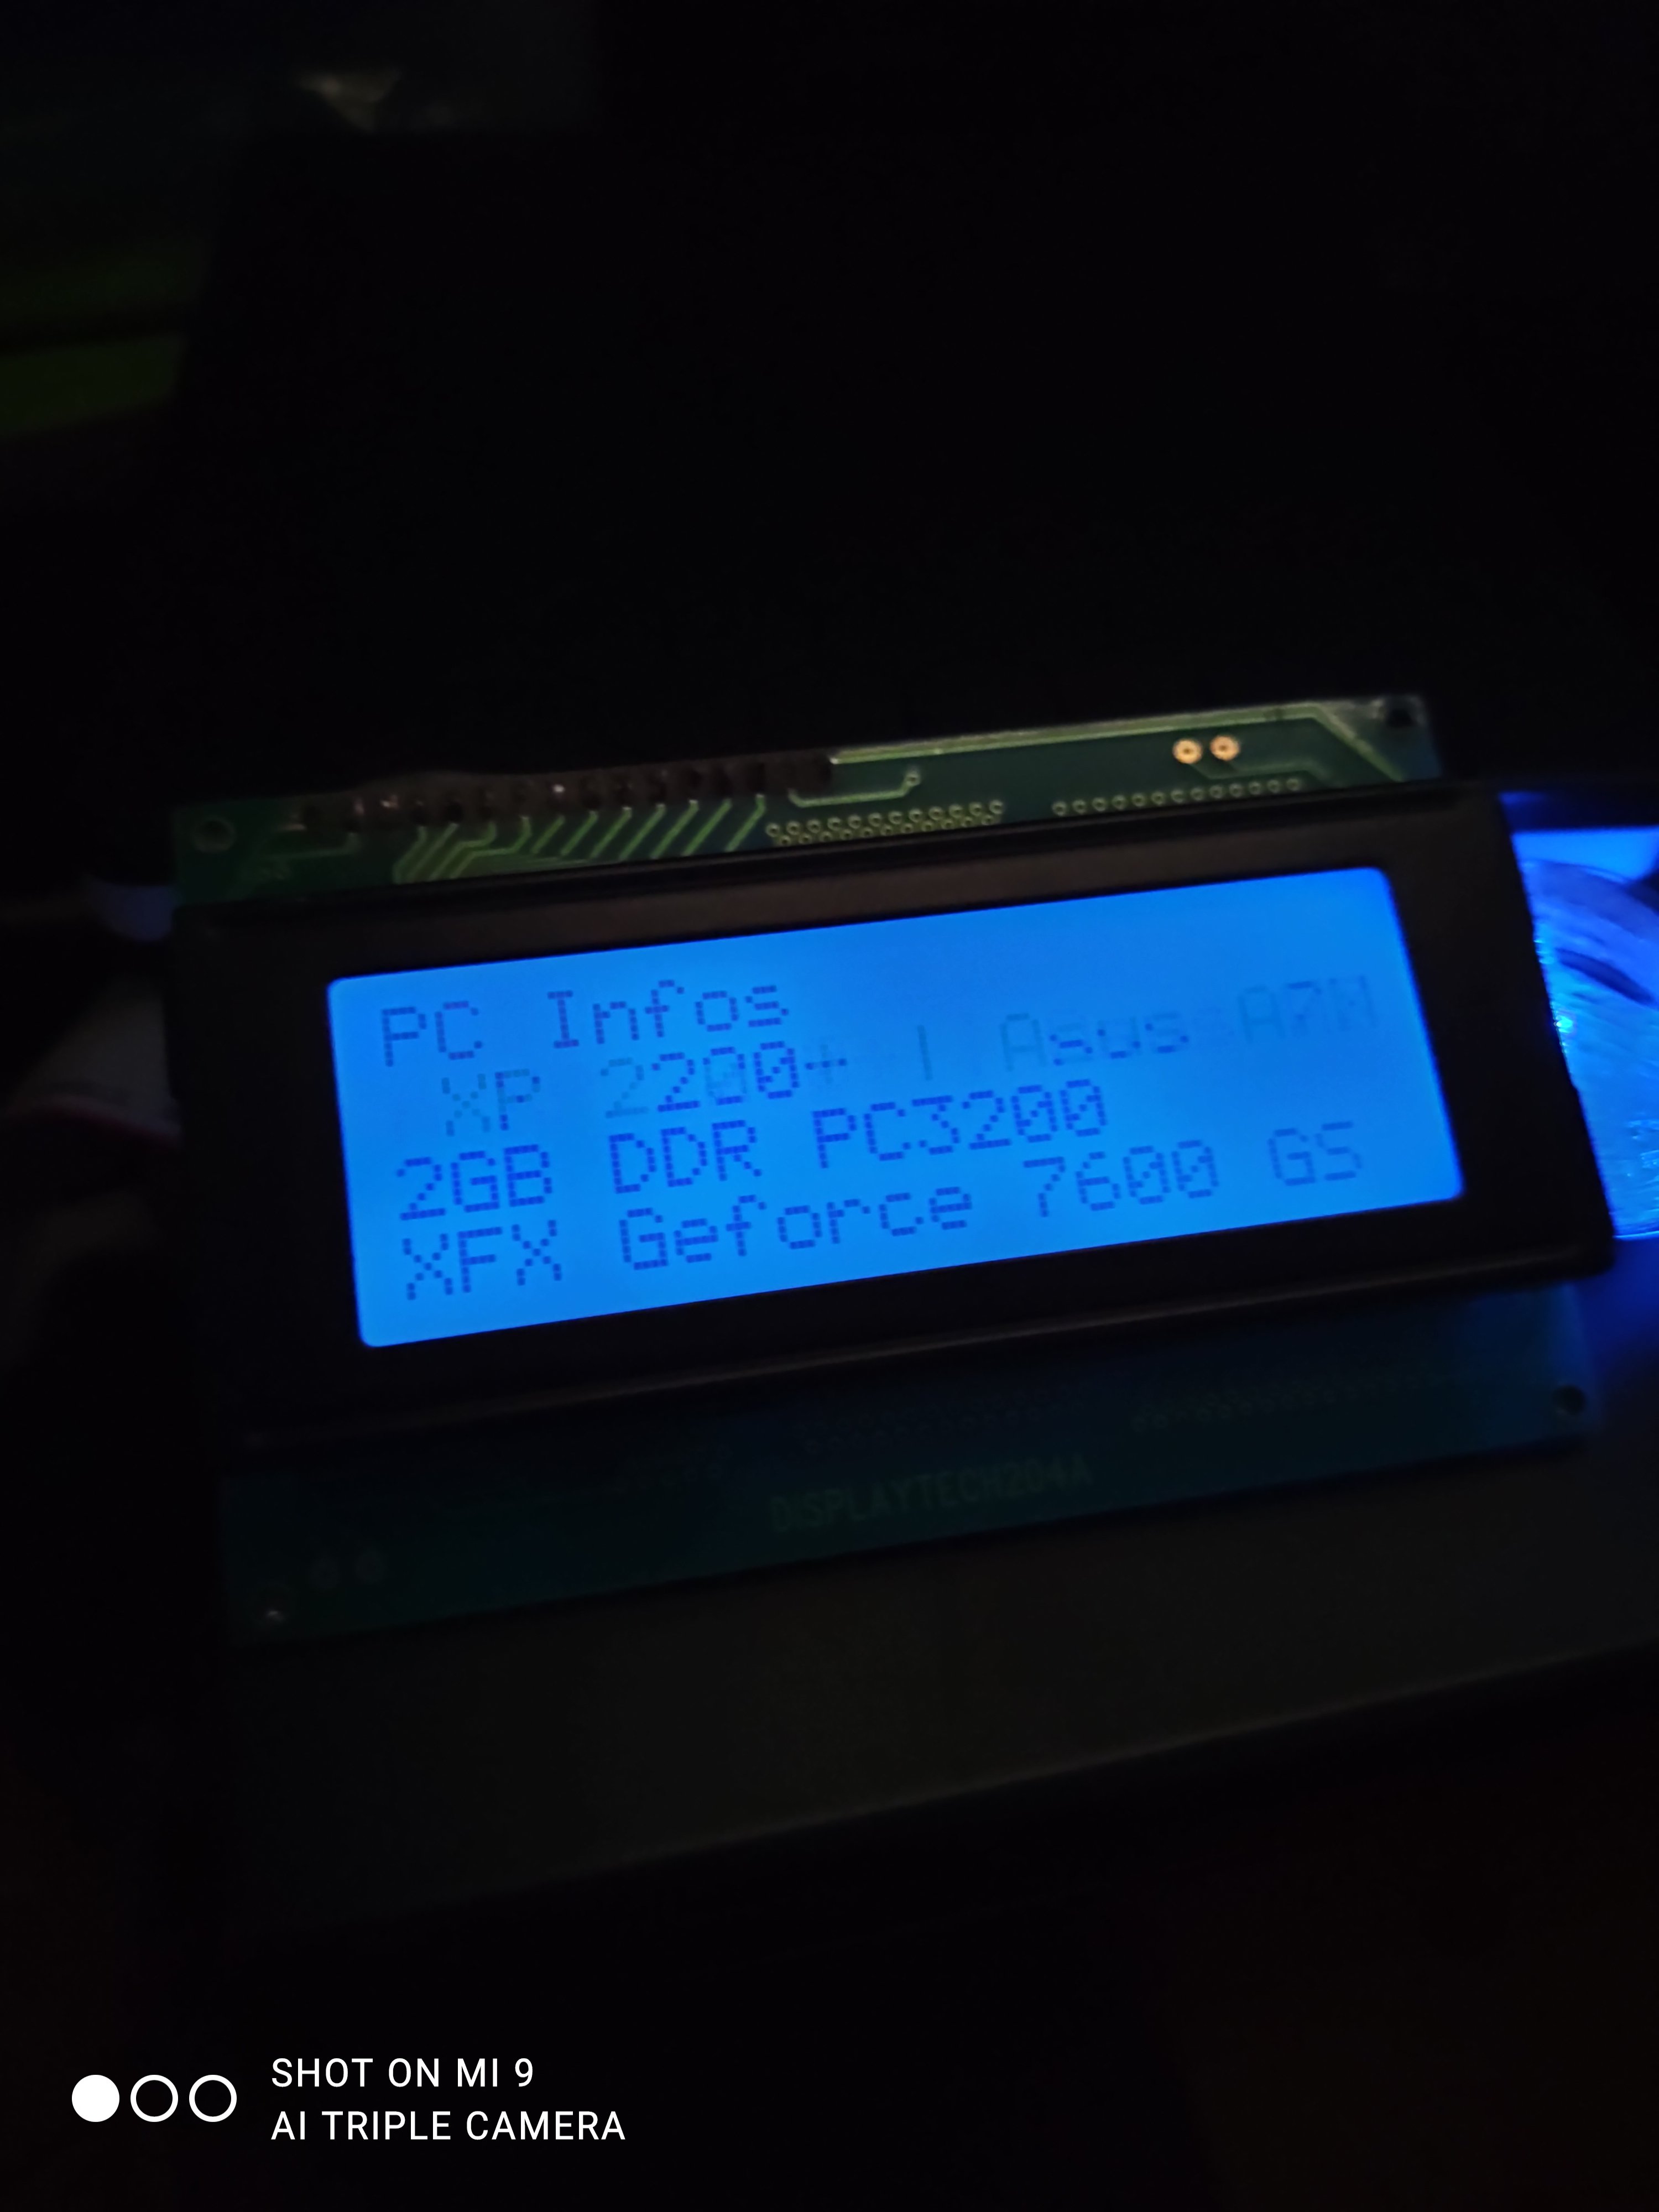 PC Infos
XP 2200+ | Asus
2GB DDR PC3200
XFX Geforce 7600 GS
DISPLAYTECH204A
SHOT ON MI 9
AI TRIPLE CAMERA